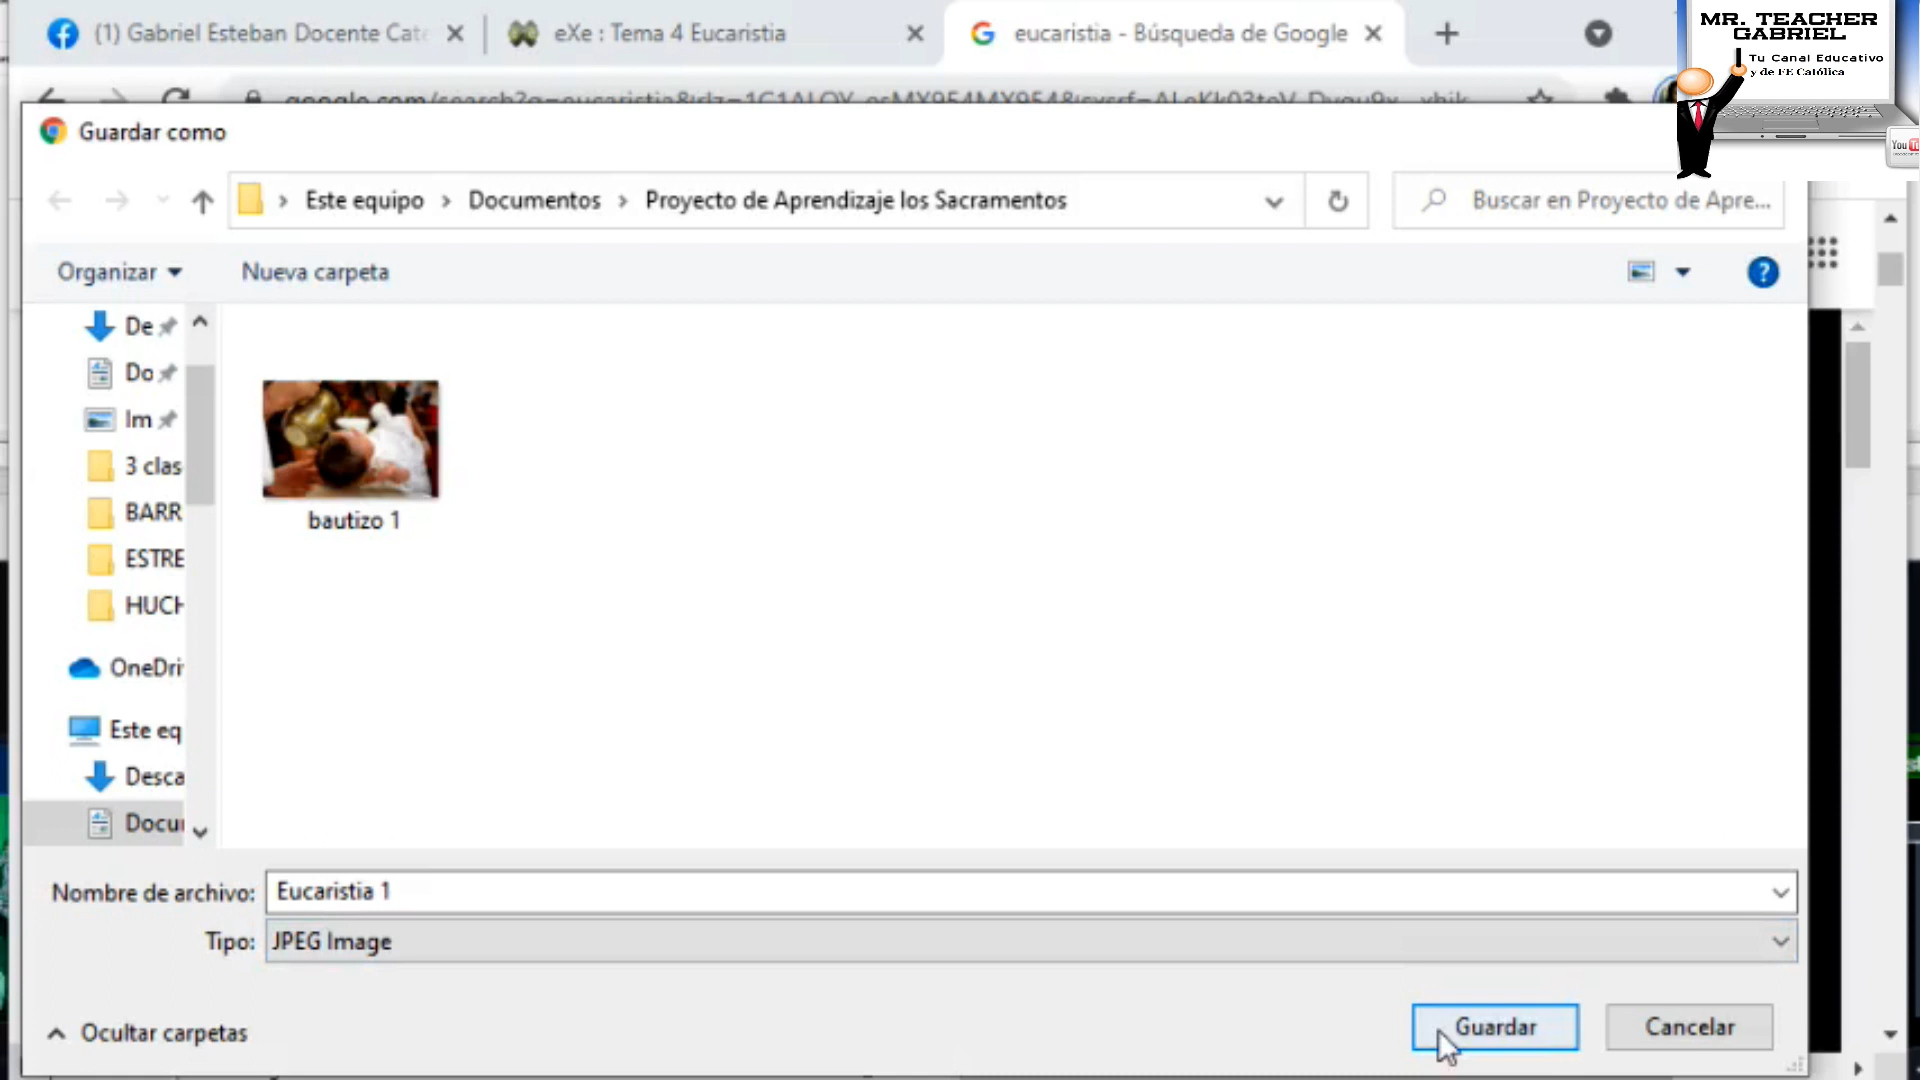 (1) Gabriel Esteban Docente Cate
eXe : Tema 4 Eucaristia
eucaristia - Búsqueda de Google
MR. TEACHER
GABRIEL
Tu Canal Educativo
y de FE Católica
You
Guardar como
Este equipo
Documentos
Proyecto de Aprendizaje los Sacramentos
Buscar en Proyecto de Apre...
Organizar
Nueva carpeta
De
Do
Im
3 clas
BARR
ESTRE
HUCH
OneDri
Este eq
Desca
Docu
bautizo 1
Nombre de archivo: Eucaristia 1
Tipo: JPEG Image
Ocultar carpetas
Guardar
Cancelar